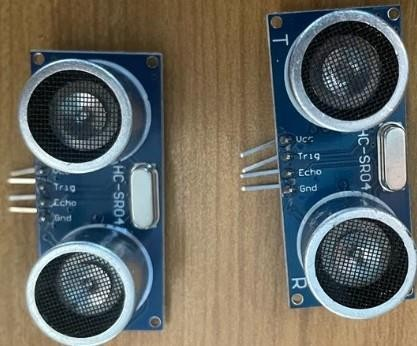 Trig
Echo
Gnd
HC-SR04
T
Vcc
Trig
Echo
Gnd
HC-SR04
R